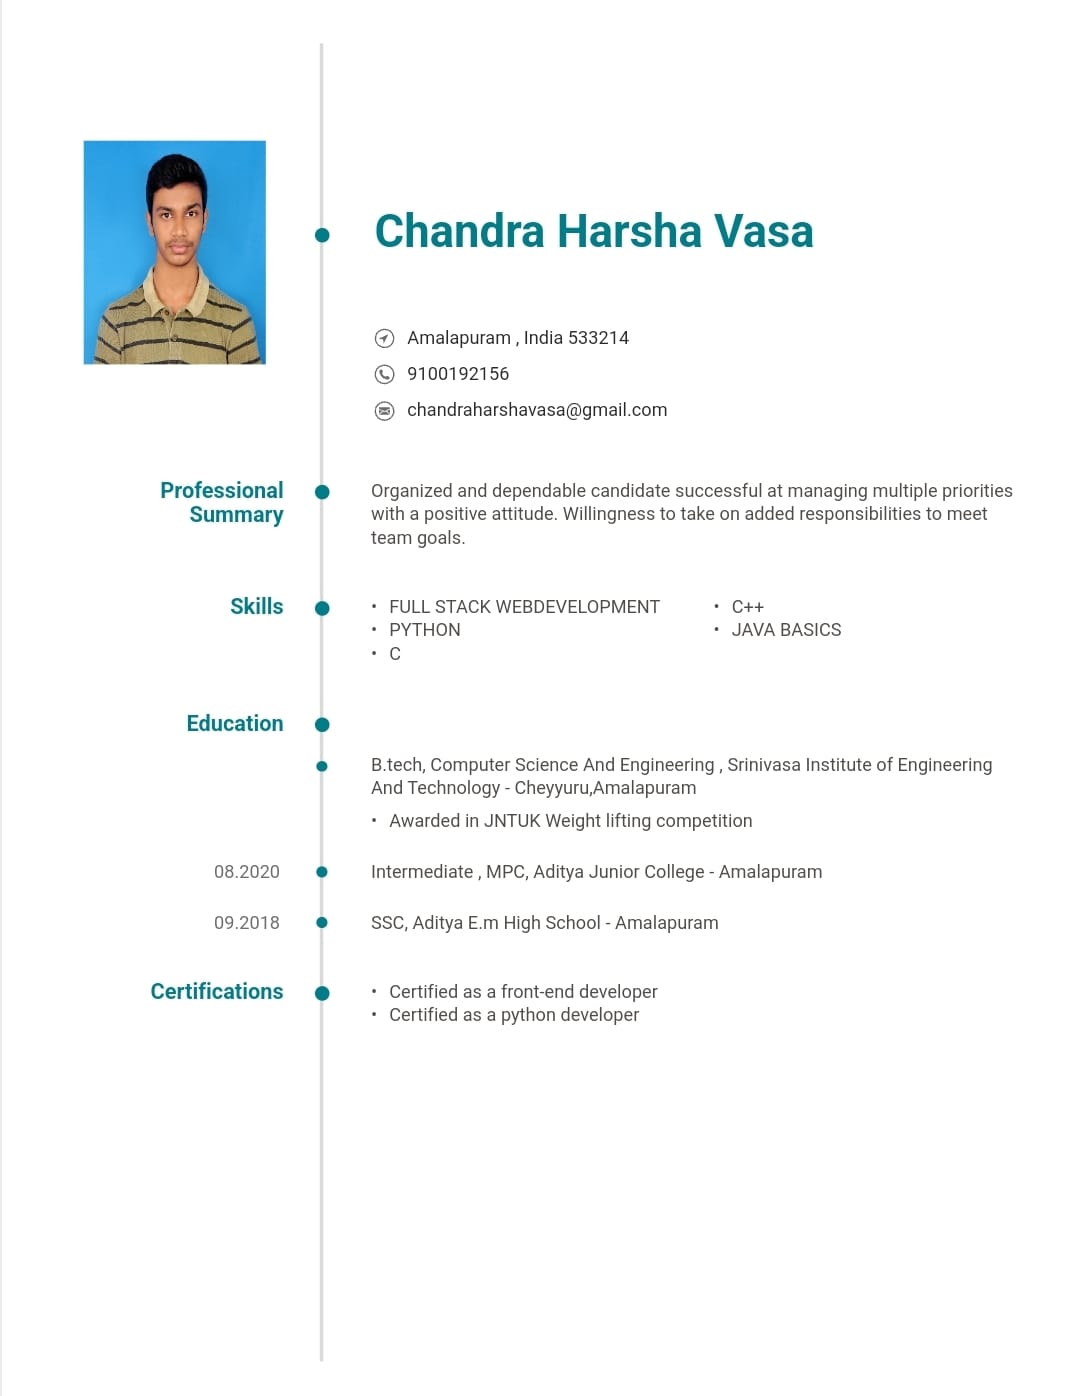 Chandra Harsha Vasa
Amalapuram , India 533214
9100192156
chandraharshavasa@gmail.com
Professional
Summary
Organized and dependable candidate successful at managing multiple priorities
with a positive attitude. Willingness to take on added responsibilities to meet
team goals.
Skills
• FULL STACK WEBDEVELOPMENT
• PYTHON
• C
• C++
• JAVA BASICS
Education
B.tech, Computer Science And Engineering , Srinivasa Institute of Engineering
And Technology - Cheyyuru,Amalapuram
• Awarded in JNTUK Weight lifting competition
08.2020
Intermediate , MPC, Aditya Junior College - Amalapuram
09.2018
SSC, Aditya E.m High School - Amalapuram
Certifications
• Certified as a front-end developer
• Certified as a python developer